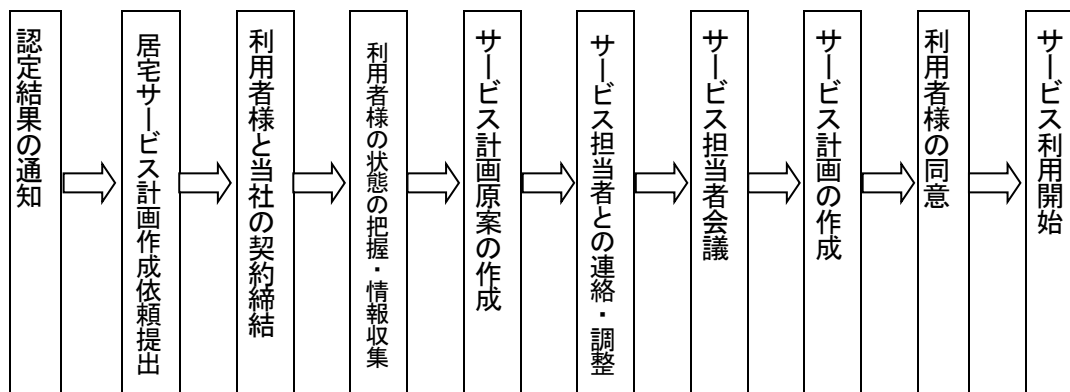 認定結果の通知
居宅サービス計画作成依頼提出
利用者様と当社の契約締結
利用者様の状態の把握・情報収集
サービス計画原案の作成
サービス担当者との連絡・調整
サービス担当者会議
サービス計画の作成
利用者様の同意
サービス利用開始